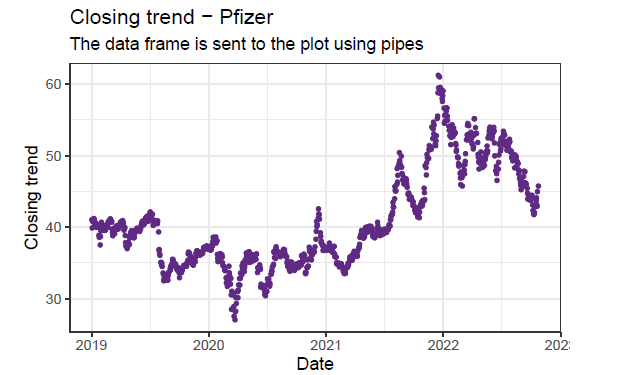 Closing trend − Pfizer
The data frame is sent to the plot using pipes
Closing trend
60
50
40
30
2019 2020 2021 2022
Date